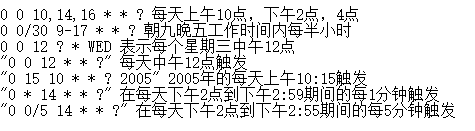 0 0 10,14,16 * * ? 每天上午10点，下午2点，4点
0 0/30 9-17 * * ? 朝九晚五工作时间内每半小时
0 0 12 ? * WED 表示每个星期三中午12点
"0 0 12 * * ?" 每天中午12点触发
"0 15 10 * * ? 2005" 2005年的每天上午10:15触发
"0 * 14 * * ?" 在每天下午2点到下午2:59期间的每1分钟触发
"0 0/5 14 * * ?" 在每天下午2点到下午2:55期间的每5分钟触发